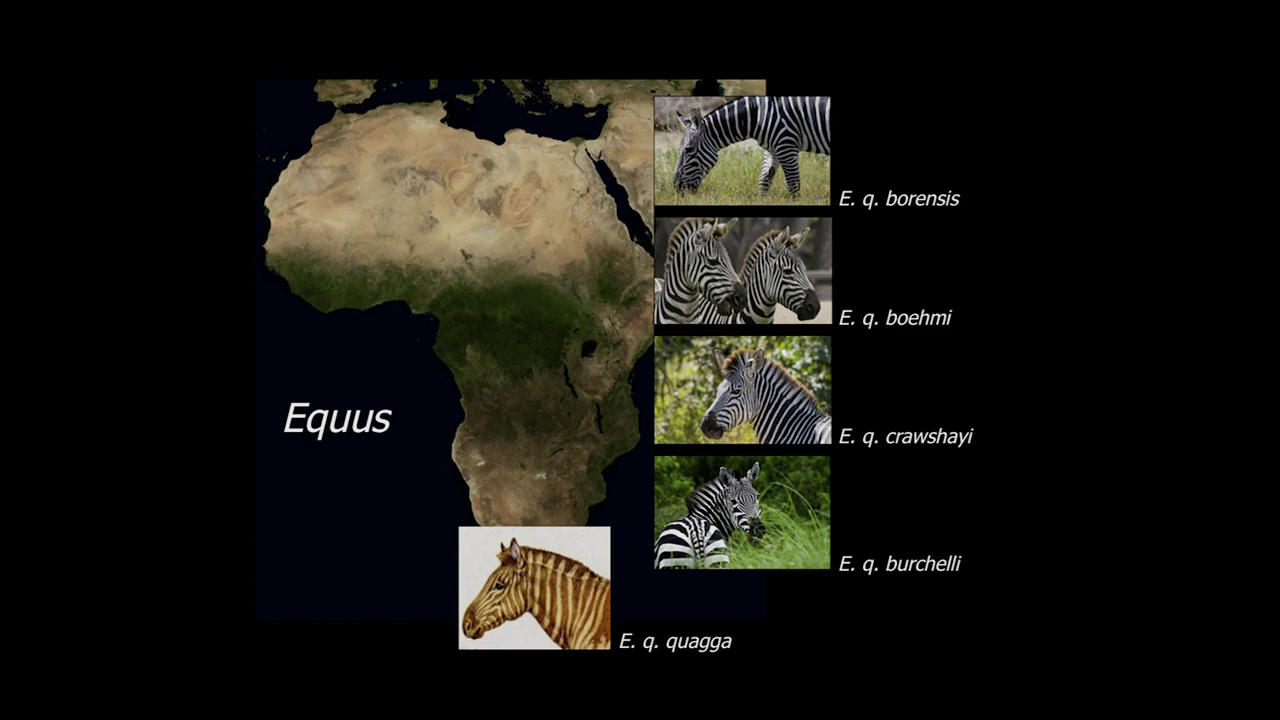 E. q. borensis
E. q. boehmi
Equus
E. q. crawshayi
E. q. burchelli
E. q. quagga